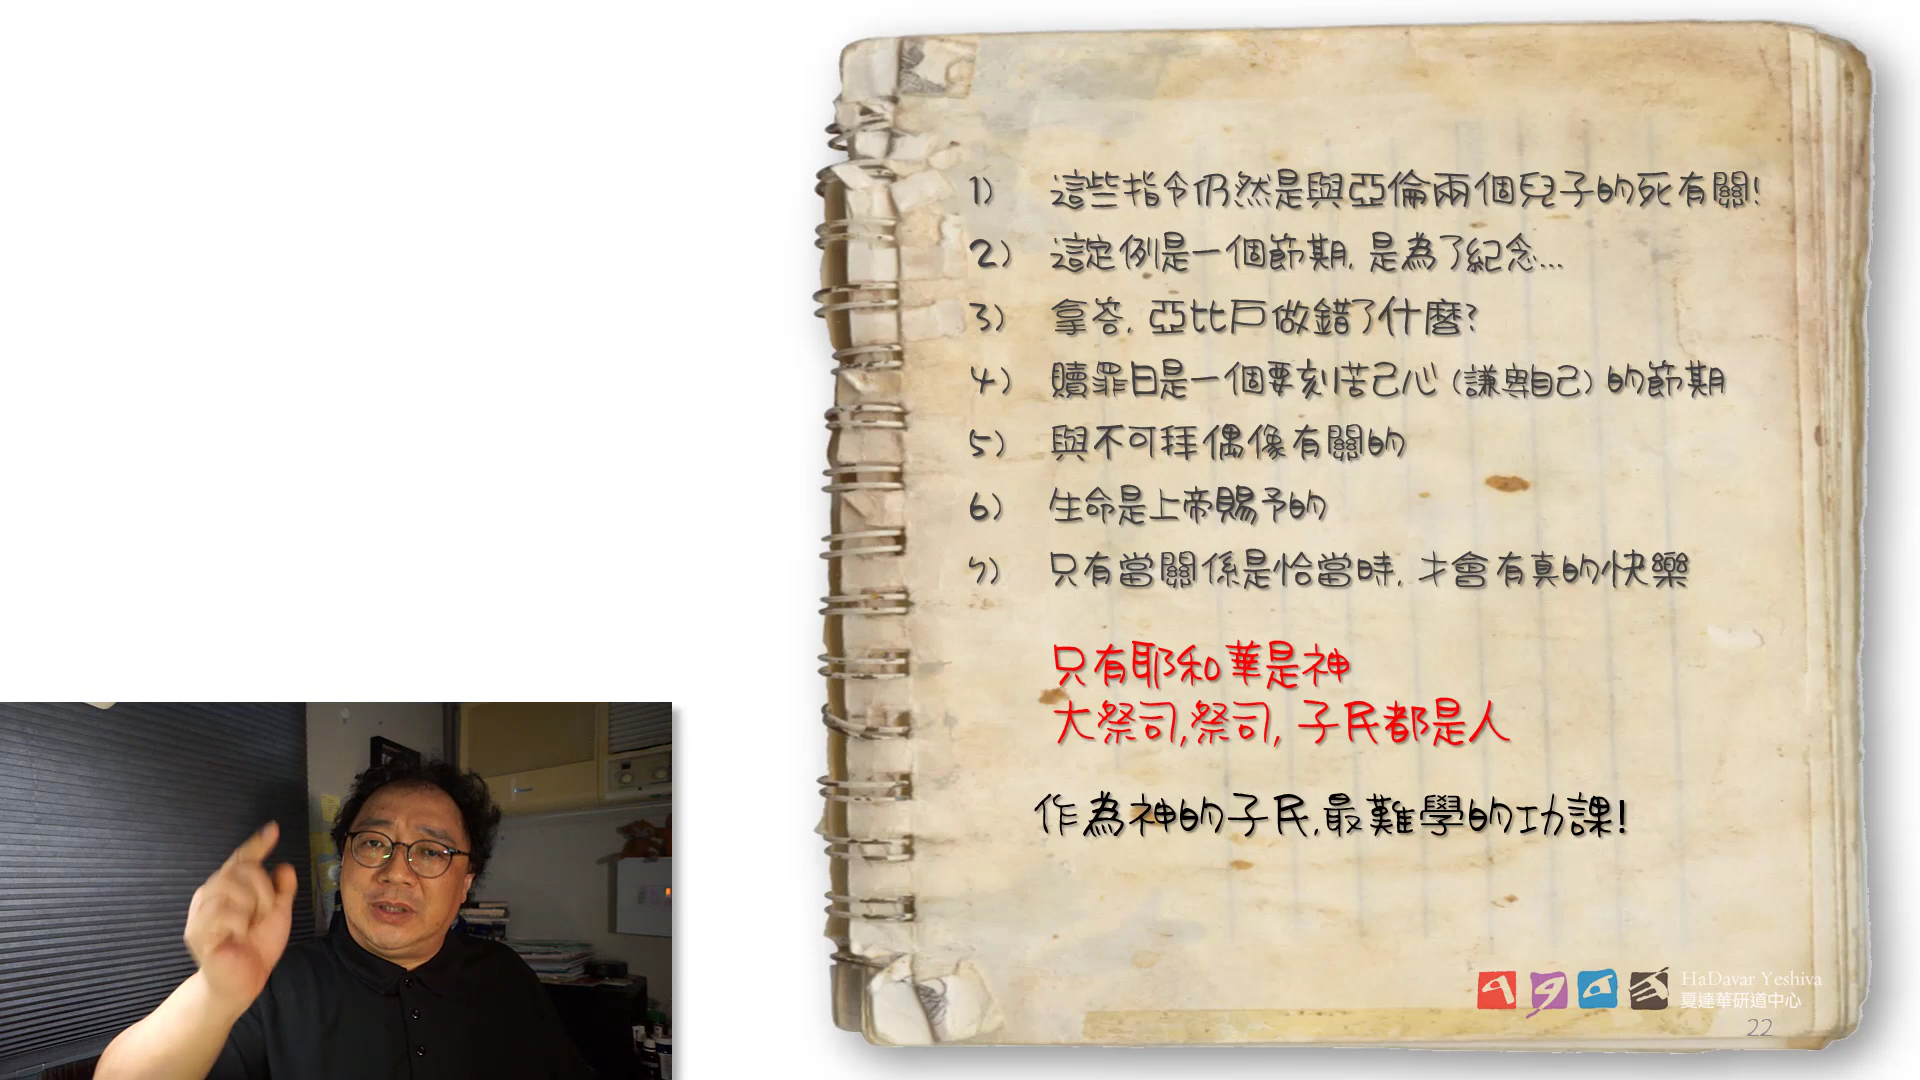 1) 這些指令仍然是與亞倫兩個兒子的死有關!
2) 這定例是一個節期, 是為了紀念...
3) 拿答, 亞比戶做錯了什麼?
4) 贖罪日是一個要刻苦己心 (謙卑自己) 的節期
5) 與不可拜偶像有關的
6) 生命是上帝賜予的
7) 只有當關係是恰當時, 才會有真的快樂
只有耶和華是神
大祭司,祭司, 子民都是人
作為神的子民,最難學的功課!
HaDavar Yeshiva
夏達華研道中心
22